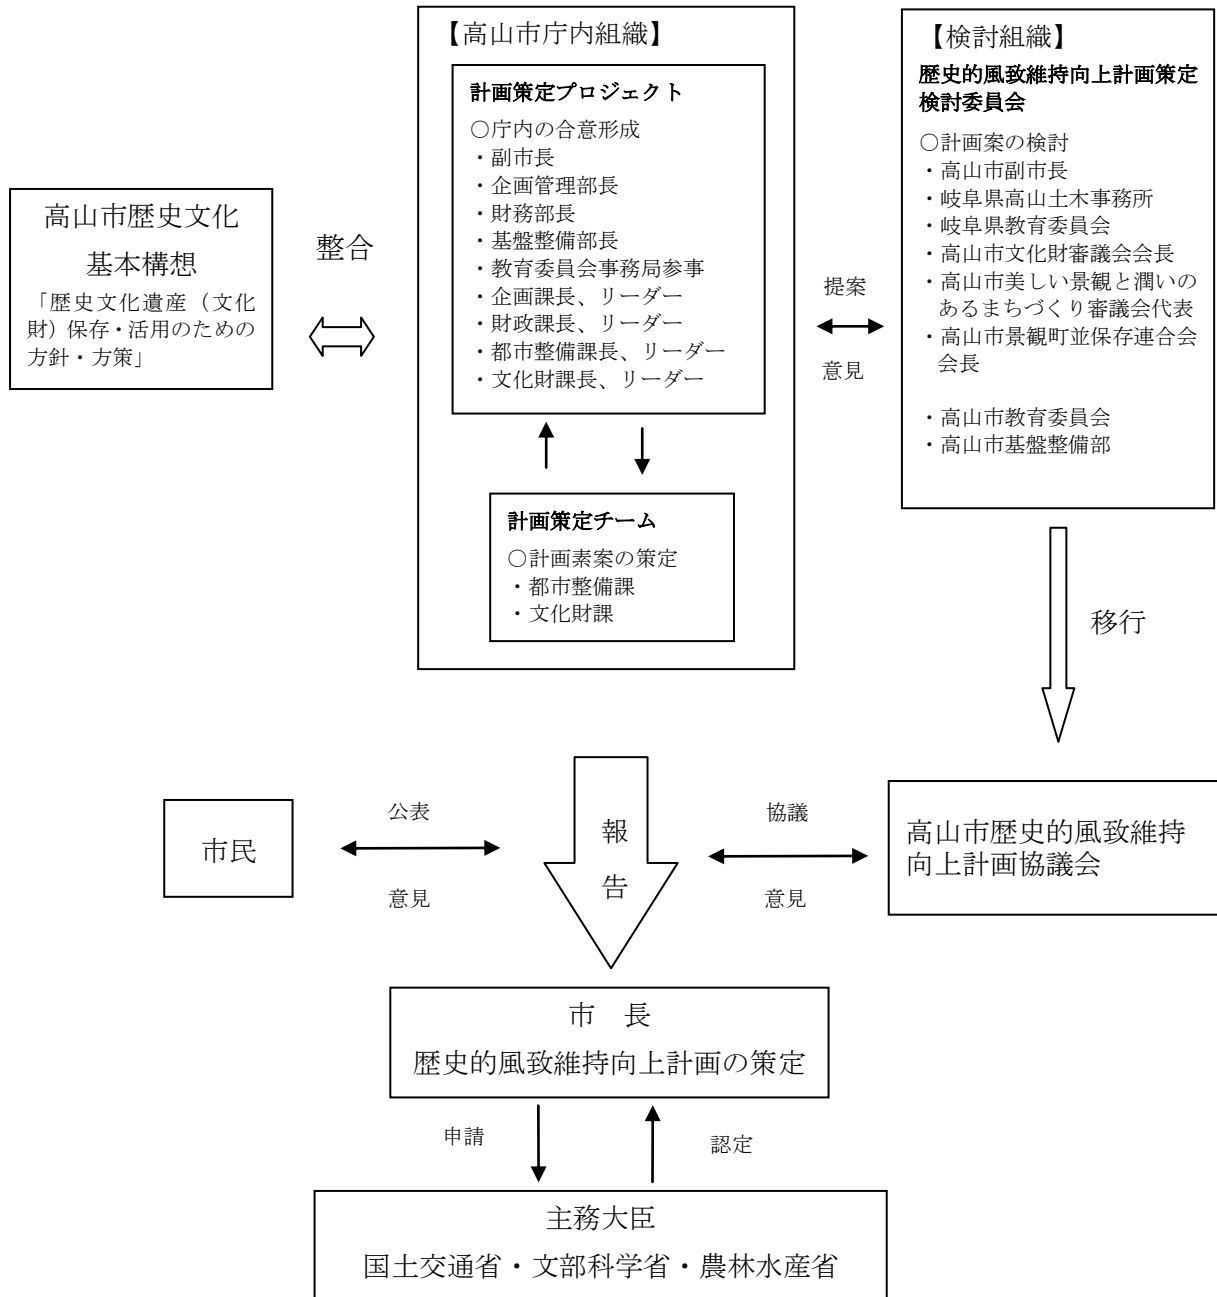 【高山市庁内組織】
計画策定プロジェクト
○庁内の合意形成
・副市長
・企画管理部長
・財務部長
・基盤整備部長
・教育委員会事務局参事
・企画課長、リーダー
・財政課長、リーダー
・都市整備課長、リーダー
・文化財課長、リーダー
計画策定チーム
○計画素案の策定
・都市整備課
・文化財課
【検討組織】
歴史的風致維持向上計画策定
検討委員会
○計画案の検討
・高山市副市長
・岐阜県高山土木事務所
・岐阜県教育委員会
・高山市文化財審議会会長
・高山市美しい景観と潤いの
あるまちづくり審議会代表
・高山市景観町並保存連合会
会長
・高山市教育委員会
・高山市基盤整備部
高山市歴史文化
基本構想
「歴史文化遺産（文化
財）保存・活用のための
方針・方策」
整合
提案
意見
移行
市民
公表
意見
報
告
協議
意見
高山市歴史的風致維持
向上計画協議会
市　長
歴史的風致維持向上計画の策定
申請
認定
主務大臣
国土交通省・文部科学省・農林水産省